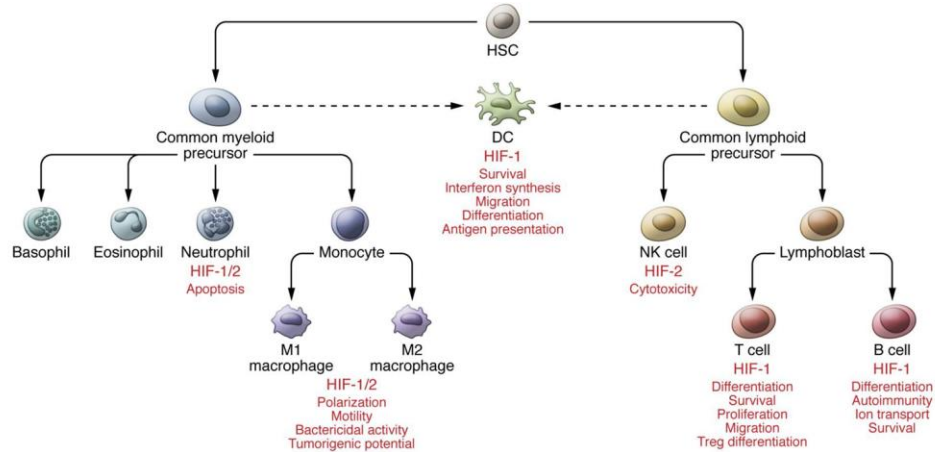 HSC
Common myeloid
precursor
DC
HIF-1
Survival
Interferon synthesis
Migration
Differentiation
Antigen presentation
Common lymphoid
precursor
Basophil
Eosinophil
Neutrophil
HIF-1/2
Apoptosis
Monocyte
NK cell
HIF-2
Cytotoxicity
Lymphoblast
M1
macrophage
M2
macrophage
HIF-1/2
Polarization
Motility
Bactericidal activity
Tumorigenic potential
T cell
HIF-1
Differentiation
Survival
Proliferation
Migration
Treg differentiation
B cell
HIF-1
Differentiation
Autoimmunity
Ion transport
Survival